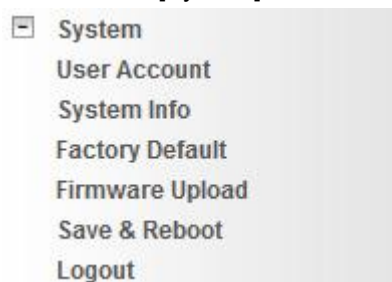 System
User Account
System Info
Factory Default
Firmware Upload
Save & Reboot
Logout